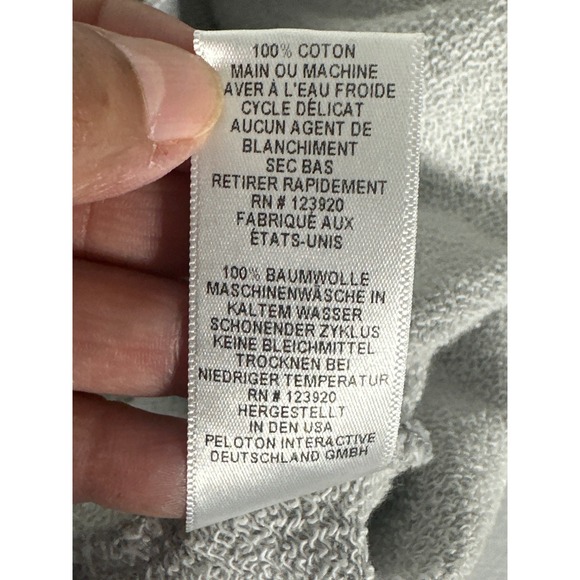 100% COTON
MAIN OU MACHINE
AVER À L'EAU FROIDE
CYCLE DÉLICAT
AUCUN AGENT DE
BLANCHIMENT
SEC BAS
RETIRER RAPIDEMENT
RN # 123920
FABRIQUÉ AUX
ÉTATS-UNIS
100% BAUMWOLLE
MASCHINENWÄSCHE IN
KALTEM WASSER
SCHONENDER ZYKLUS
KEINE BLEICHMITTEL
TROCKNEN BEI
NIEDRIGER TEMPERATUR
RN # 123920
HERGESTELLT
IN DEN USA
PELOTON INTERACTIVE
DEUTSCHLAND GMBH